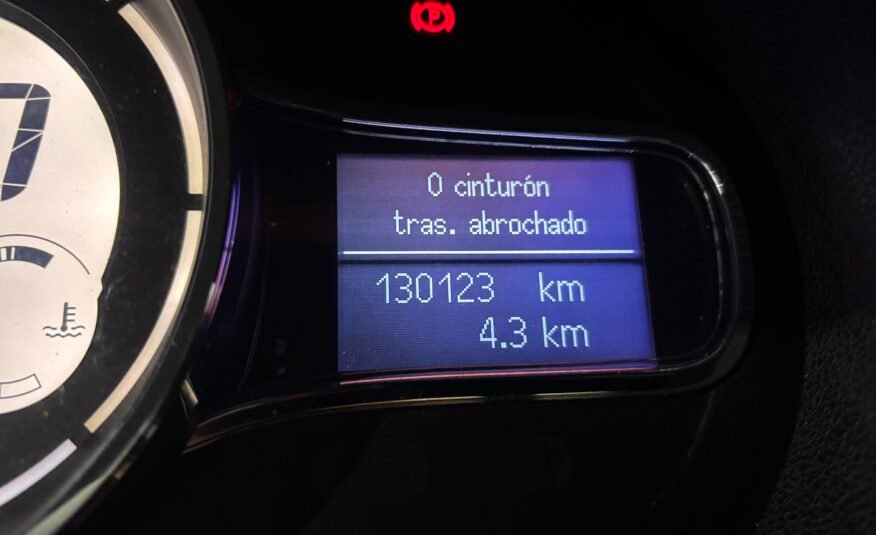 P
0 cinturón
tras. abrochado
130123 km
4.3 km